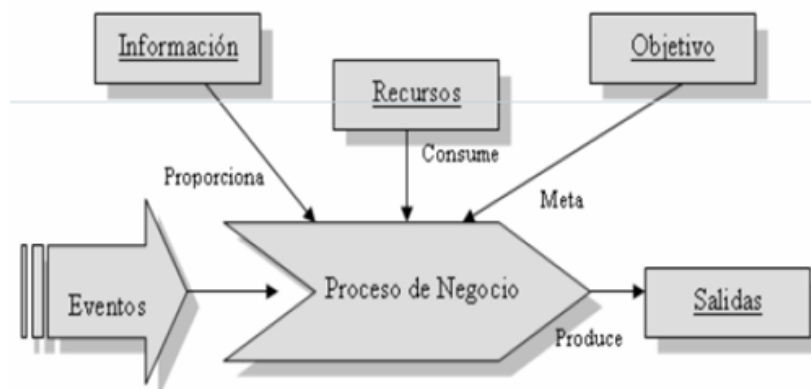 Información
Objetivo
Recursos
Consume
Proporciona
Meta
Eventos
Proceso de Negocio
Salidas
Produce